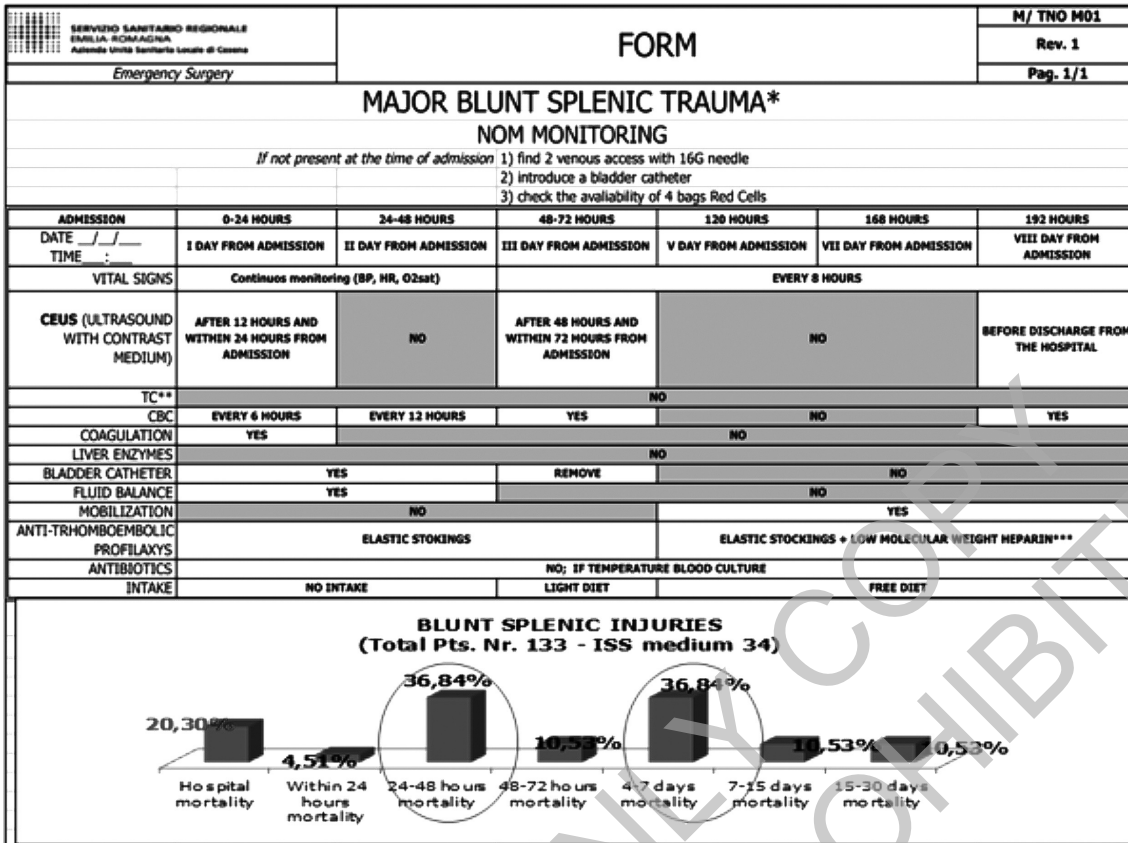 SERVIZIO SANITARIO REGIONALE
EMILIA-ROMAGNA
Azienda Unità Sanitaria Locale di Cesena
Emergency Surgery
FORM
M/ TNO M01
Rev. 1
Pag. 1/1
MAJOR BLUNT SPLENIC TRAUMA*
NOM MONITORING
If not present at the time of admission 1) find 2 venous access with 16G needle
2) introduce a bladder catheter
3) check the avaliability of 4 bags Red Cells
ADMISSION 0-24 HOURS 24-48 HOURS 48-72 HOURS 120 HOURS 168 HOURS 192 HOURS
DATE __/__/___
TIME___:___
I DAY FROM ADMISSION II DAY FROM ADMISSION III DAY FROM ADMISSION V DAY FROM ADMISSION VII DAY FROM ADMISSION VIII DAY FROM
ADMISSION
VITAL SIGNS Continuos monitoring (BP, HR, O2sat) EVERY 8 HOURS
CEUS (ULTRASOUND
WITH CONTRAST
MEDIUM)
AFTER 12 HOURS AND
WITHIN 24 HOURS FROM
ADMISSION
NO
AFTER 48 HOURS AND
WITHIN 72 HOURS FROM
ADMISSION
NO
BEFORE DISCHARGE FROM
THE HOSPITAL
TC** NO
CBC EVERY 6 HOURS EVERY 12 HOURS YES NO YES
COAGULATION YES NO
LIVER ENZYMES NO
BLADDER CATHETER YES REMOVE NO
FLUID BALANCE YES NO
MOBILIZATION NO YES
ANTI-TRHOMBOEMBOLIC
PROFILAXYS
ELASTIC STOKINGS ELASTIC STOCKINGS + LOW MOLECULAR WEIGHT HEPARIN***
ANTIBIOTICS NO; IF TEMPERATURE BLOOD CULTURE
INTAKE NO INTAKE LIGHT DIET FREE DIET
BLUNT SPLENIC INJURIES
(Total Pts. Nr. 133 - ISS medium 34)
20,30% 4,51% 36,84% 10,53% 36,84% 10,53% 10,53%
Hospital
mortality
Within 24
hours
mortality
24-48 hours
mortality
48-72 hours
mortality
4-7 days
mortality
7-15 days
mortality
15-30 days
mortality
ONLY COPY